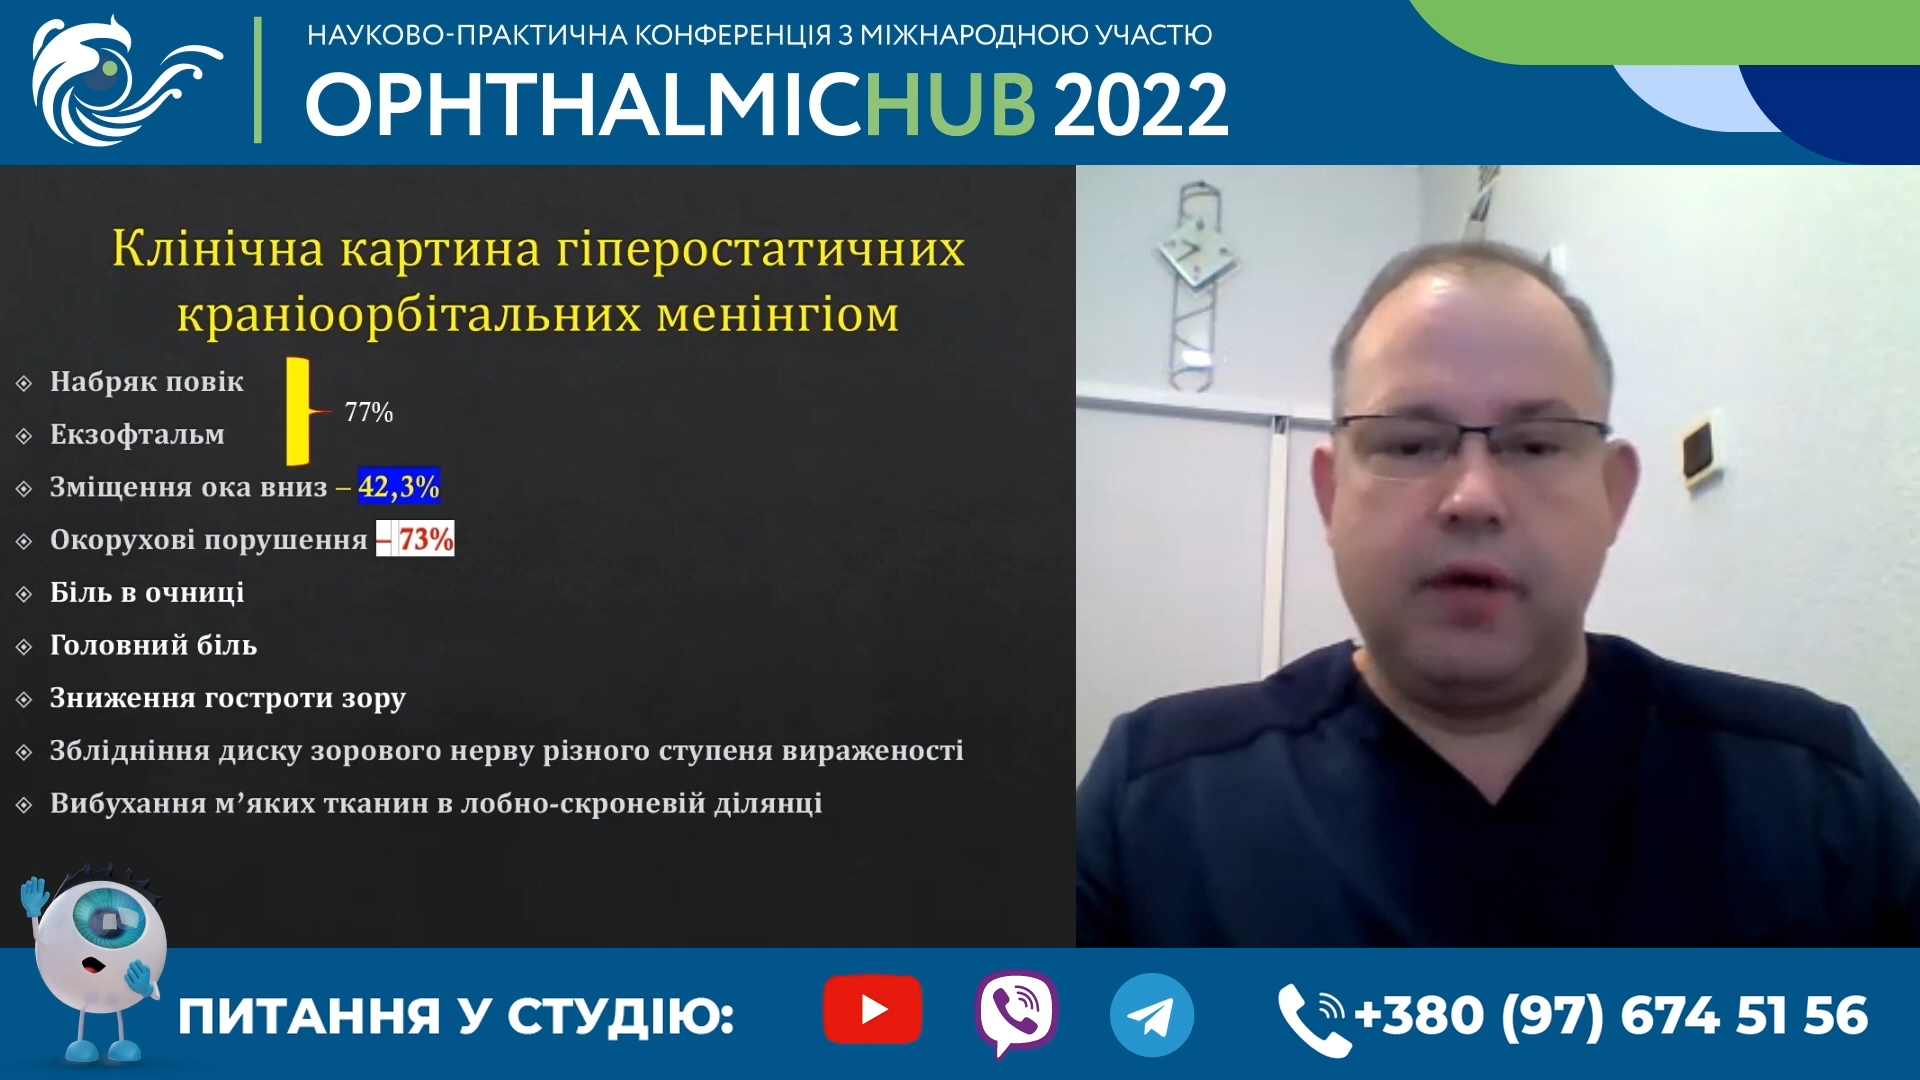 НАУКОВО-ПРАКТИЧНА КОНФЕРЕНЦІЯ З МІЖНАРОДНОЮ УЧАСТЮ
OPHTHALMICHUB 2022
Клінічна картина гіперостатичних
краніоорбітальних менінгіом
Набряк повік
77%
Екзофтальм
Зміщення ока вниз – 42,3%
Окорухові порушення – 73%
Біль в очниці
Головний біль
Зниження гостроти зору
Збліднiння диску зорового нерву різного ступеня вираженості
Вибухання м’яких тканин в лобно-скроневій ділянці
ПИТАННЯ У СТУДІЮ:
+380 (97) 674 51 56